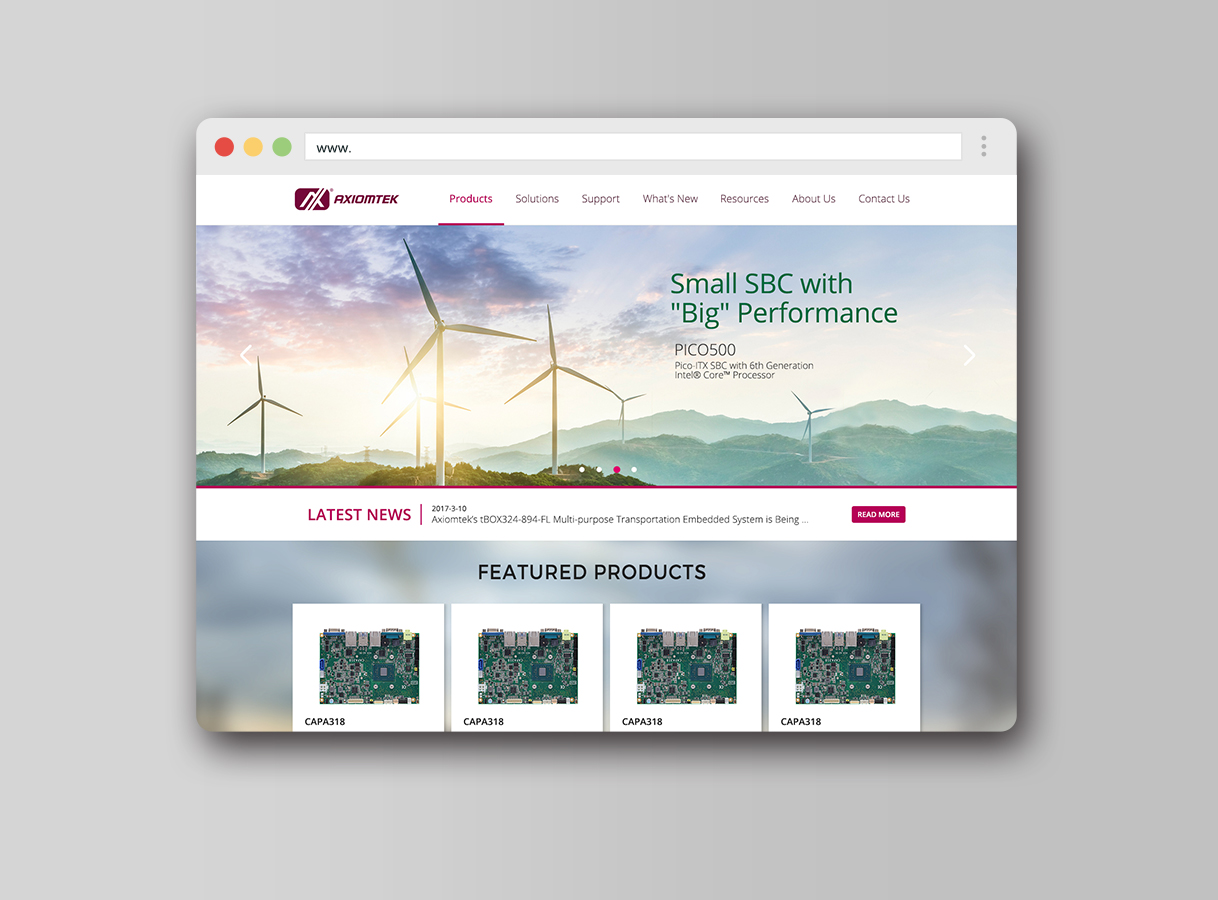 www.
AXIOMTEK
Products
Solutions
Support
What's New
Resources
About Us
Contact Us
Small SBC with
"Big" Performance
PICO500
Pico-ITX SBC with 6th Generation
Intel® Core™ Processor
LATEST NEWS
2017-3-10
Axiomtek's tBOX324-894-FL Multi-purpose Transportation Embedded System is Being ...
READ MORE
FEATURED PRODUCTS
CAPA318
CAPA318
CAPA318
CAPA318